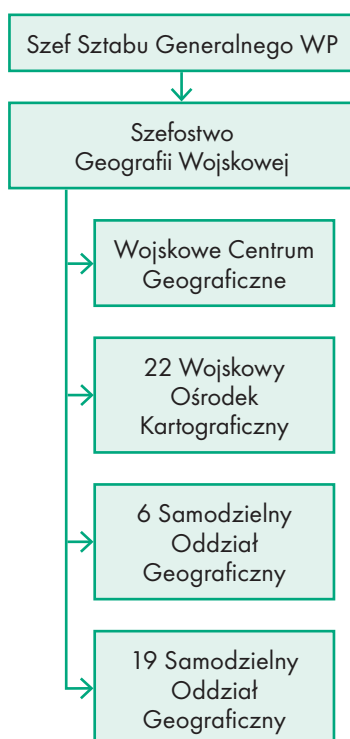 Szef Sztabu Generalnego WP
Szefostwo
Geografii Wojskowej
Wojskowe Centrum
Geograficzne
22 Wojskowy
Ośrodek
Kartograficzny
6 Samodzielny
Oddział
Geograficzny
19 Samodzielny
Oddział
Geograficzny